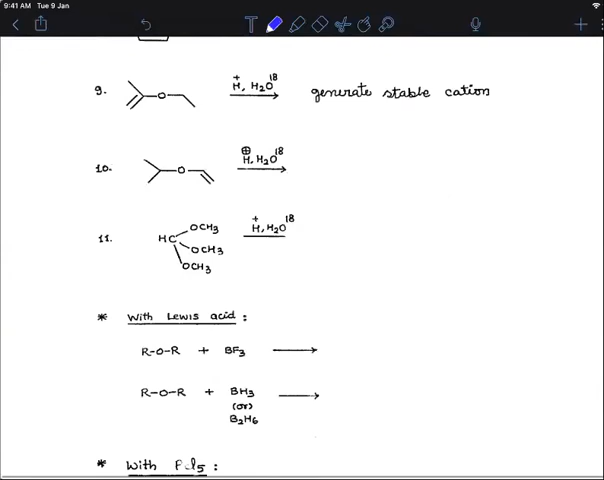 9:41 AM Tue 9 Jan
9. O H+, H2O18 generate stable cation
10. O H⊕, H2O18
11. HC OCH3 OCH3 OCH3 H+, H2O18
* With Lewis acid :
R-O-R + BF3
R-O-R + BH3
(or)
B2H6
* With PCl5 :